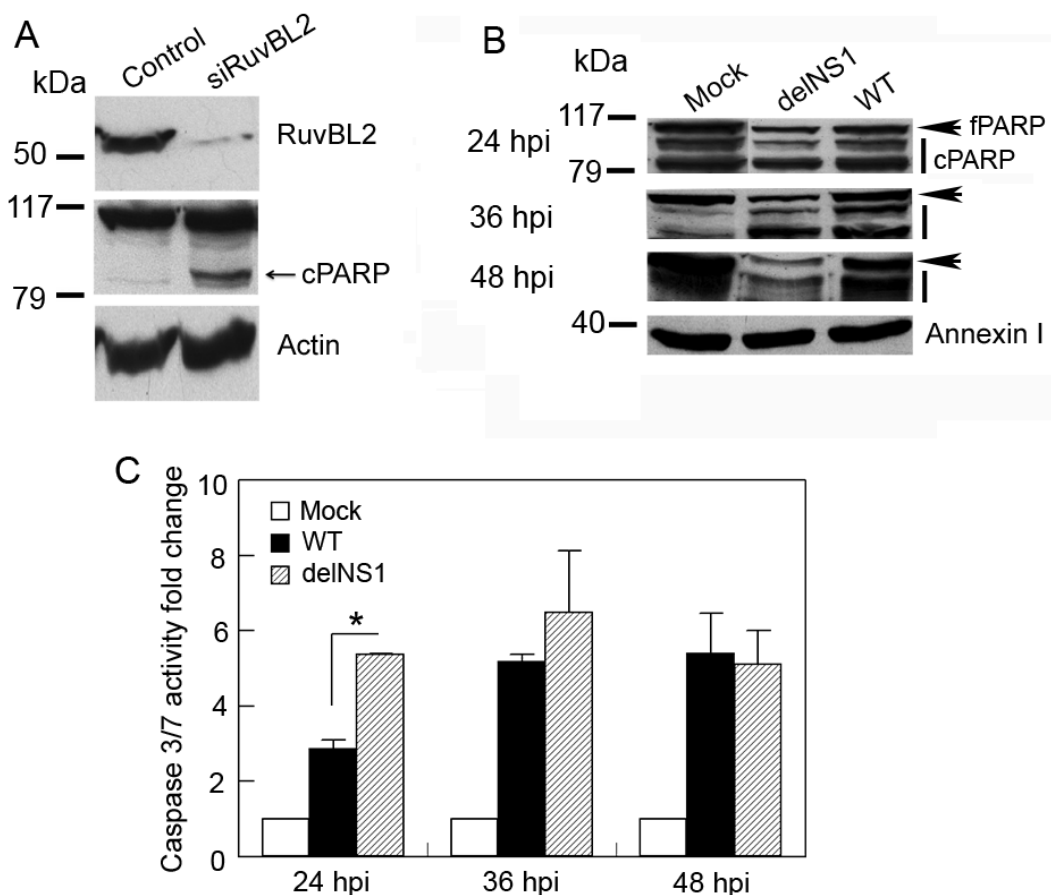 A
kDa
Control
siRuvBL2
RuvBL2
50
117
cPARP
79
Actin
B
kDa
Mock
delNS1
WT
117
24 hpi
fPARP
cPARP
79
36 hpi
48 hpi
40
Annexin I
C
Caspase 3/7 activity fold change
10
8
6
4
2
0
Mock
WT
delNS1
*
24 hpi
36 hpi
48 hpi